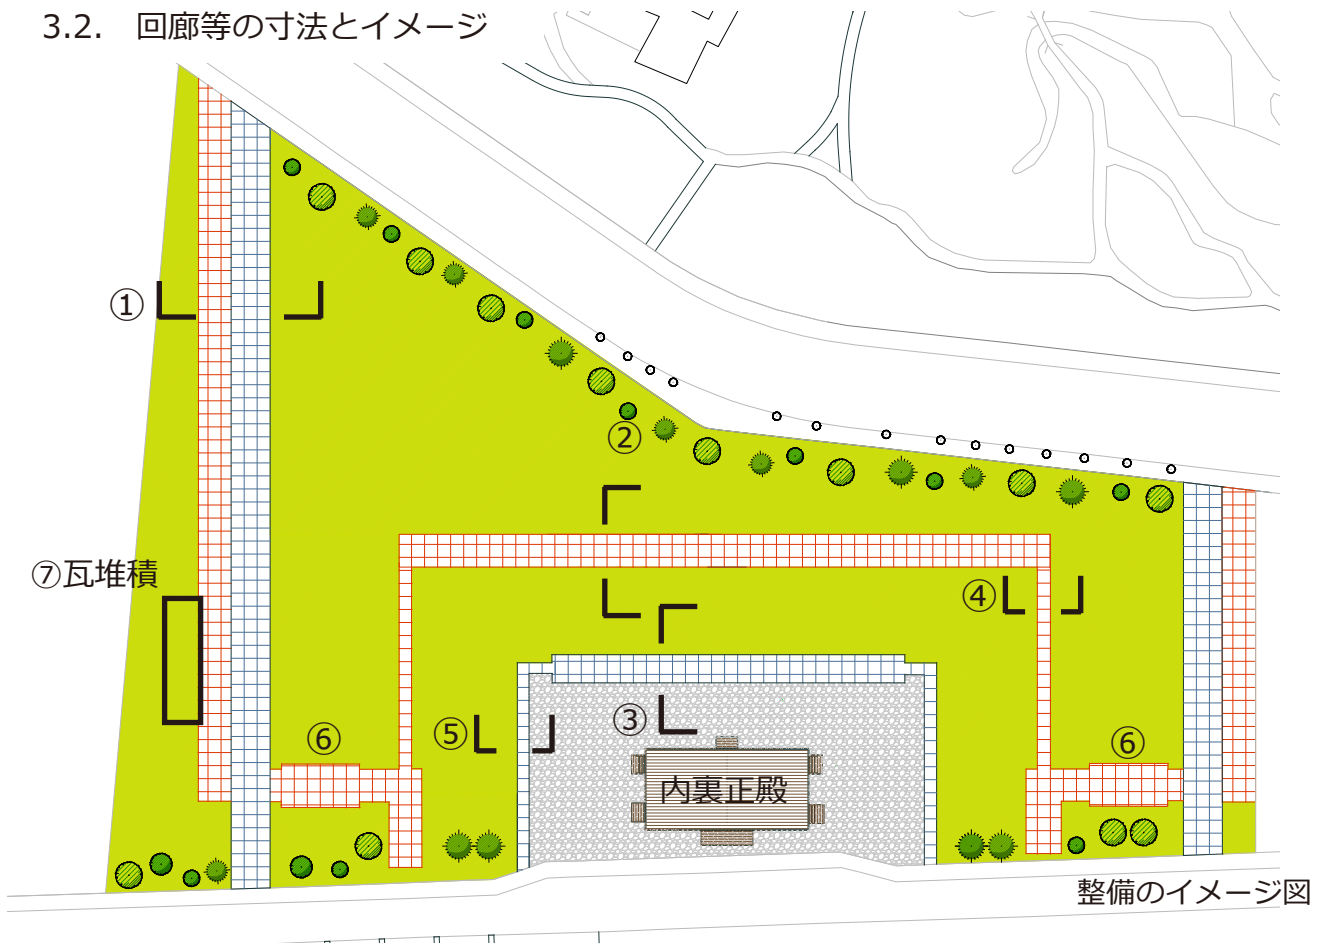 3.2. 回廊等の寸法とイメージ
①
②
⑦瓦堆積
④
⑤
③
⑥
⑥
内裏正殿
整備のイメージ図